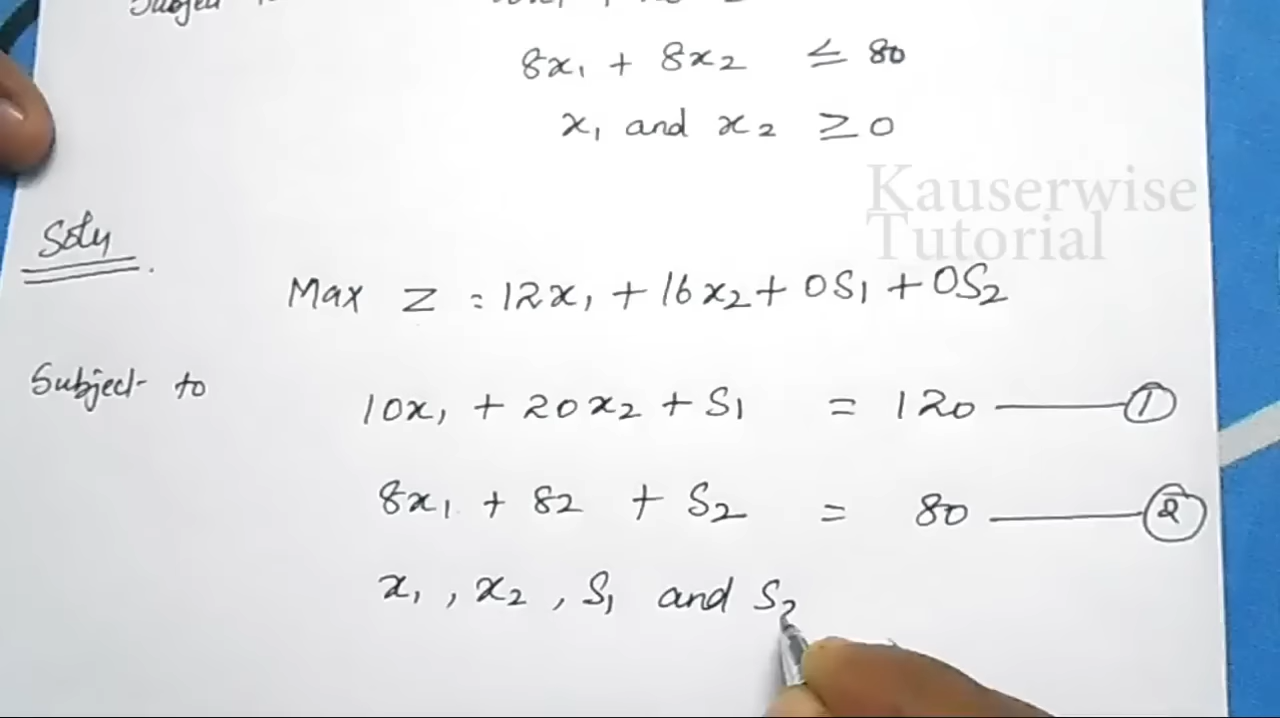 Subject
8x₁ + 8x₂ ≤ 80
x₁ and x₂ ≥ 0
Kauserwise
Tutorial
Soln
Max Z = 12x₁ + 16x₂ + 0S₁ + 0S₂
Subject to
10x₁ + 20x₂ + S₁ = 120 ——— ①
8x₁ + 82 + S₂ = 80 ——— ②
x₁, x₂, S₁ and S₂